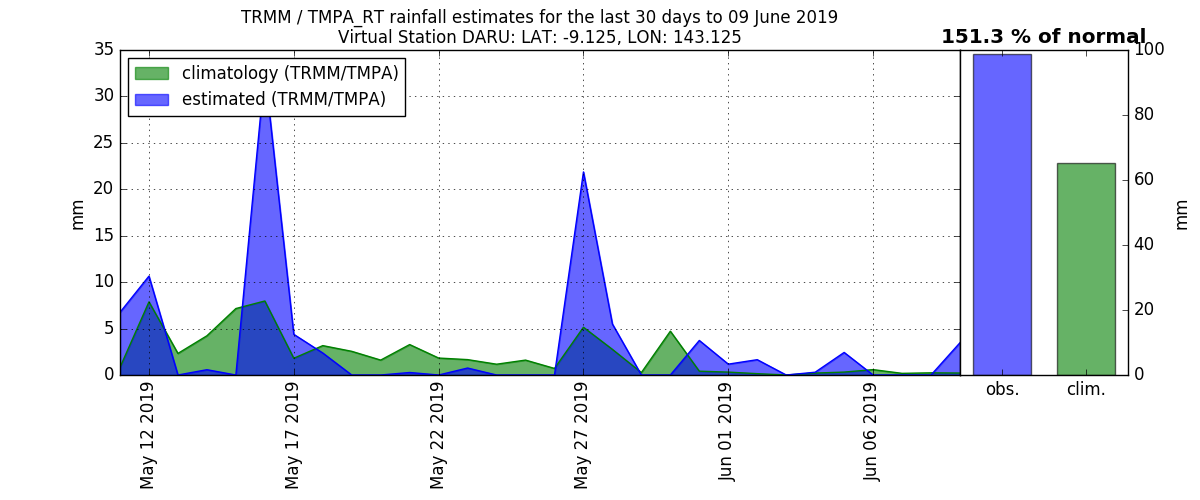 TRMM / TMPA_RT rainfall estimates for the last 30 days to 09 June 2019
Virtual Station DARU: LAT: -9.125, LON: 143.125
151.3 % of normal
climatology (TRMM/TMPA)
estimated (TRMM/TMPA)
35
30
25
20
15
10
5
0
mm
May 12 2019
May 17 2019
May 22 2019
May 27 2019
Jun 01 2019
Jun 06 2019
100
80
60
40
20
0
mm
obs.
clim.